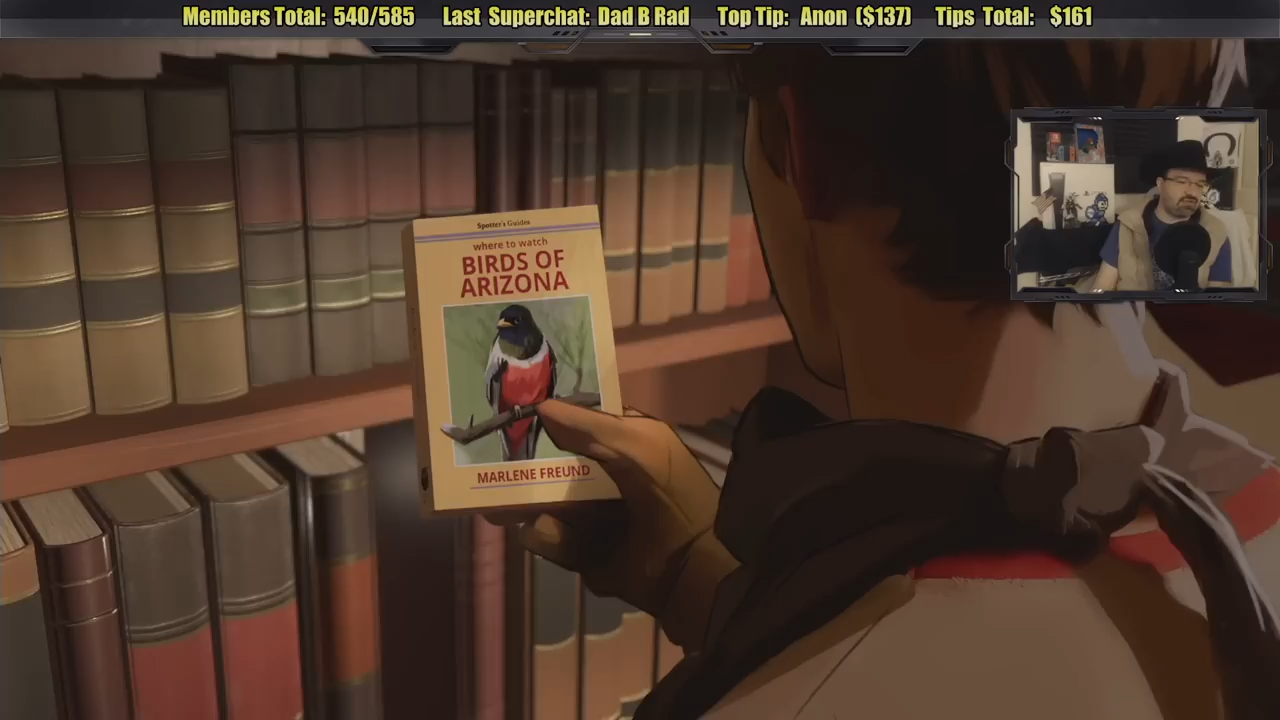 Members Total: 540/585 Last Superchat: Dad B Rad Top Tip: Anon ($137) Tips Total: $161
Spotter's Guides
where to watch
BIRDS OF
ARIZONA
MARLENE FREUND